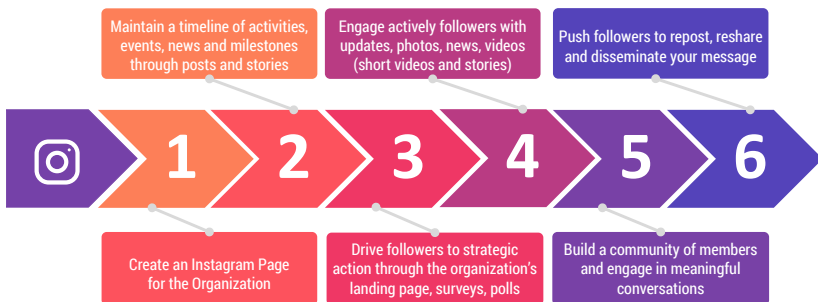 Maintain a timeline of activities,
events, news and milestones
through posts and stories
Engage actively followers with
updates, photos, news, videos
(short videos and stories)
Push followers to repost, reshare
and disseminate your message
1
2
3
4
5
6
Create an Instagram Page
for the Organization
Drive followers to strategic
action through the organization's
landing page, surveys, polls
Build a community of members
and engage in meaningful
conversations